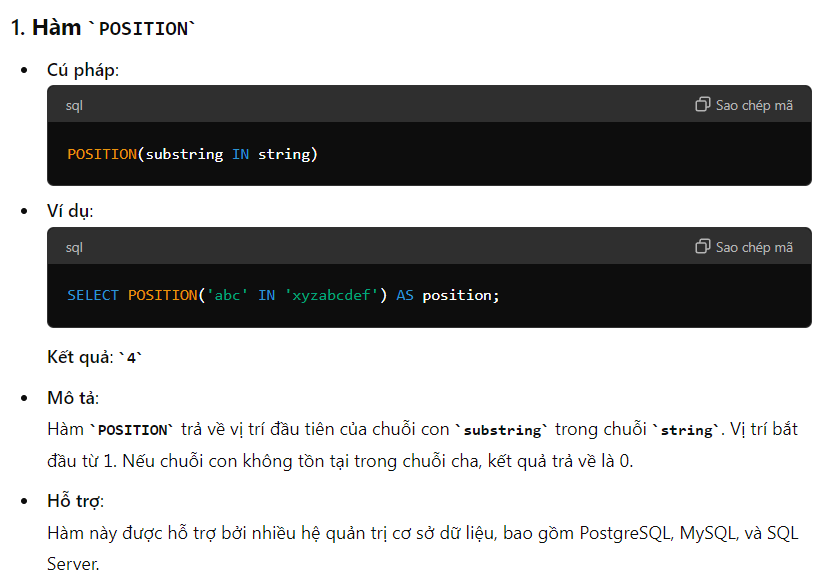 1. Hàm `POSITION`
Cú pháp:
sql
Sao chép mã
POSITION(substring IN string)
Ví dụ:
sql
Sao chép mã
SELECT POSITION('abc' IN 'xyzabcdef') AS position;
Kết quả: `4`
Mô tả:
Hàm `POSITION` trả về vị trí đầu tiên của chuỗi con `substring` trong chuỗi `string`. Vị trí bắt
đầu từ 1. Nếu chuỗi con không tồn tại trong chuỗi cha, kết quả trả về là 0.
Hỗ trợ:
Hàm này được hỗ trợ bởi nhiều hệ quản trị cơ sở dữ liệu, bao gồm PostgreSQL, MySQL, và SQL
Server.